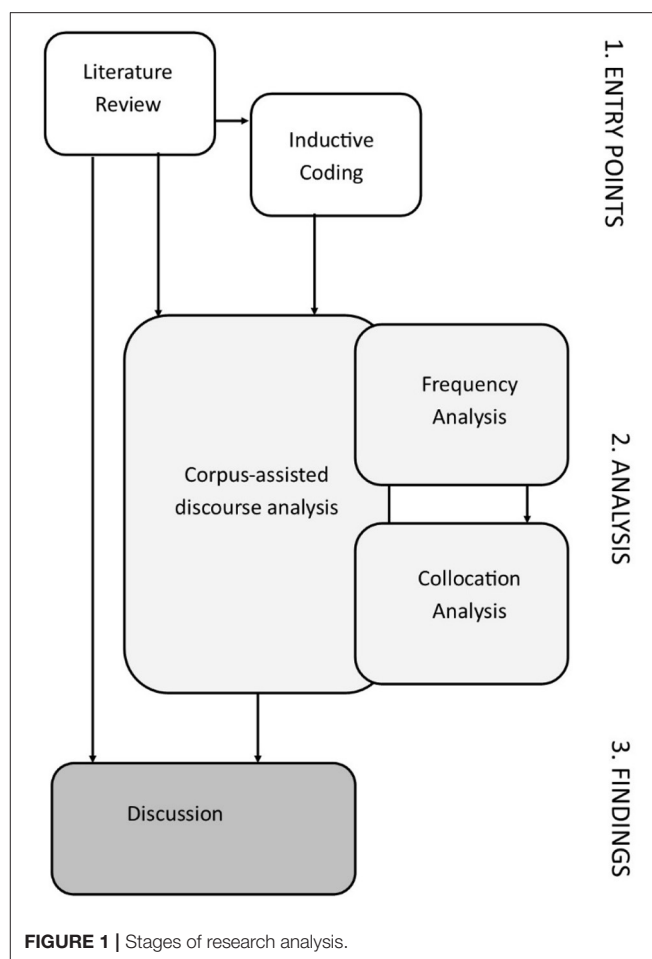 Literature
Review
1. ENTRY POINTS
Inductive
Coding
Frequency
Analysis
Corpus-assisted
discourse analysis
2. ANALYSIS
Collocation
Analysis
3. FINDINGS
Discussion
FIGURE 1 | Stages of research analysis.